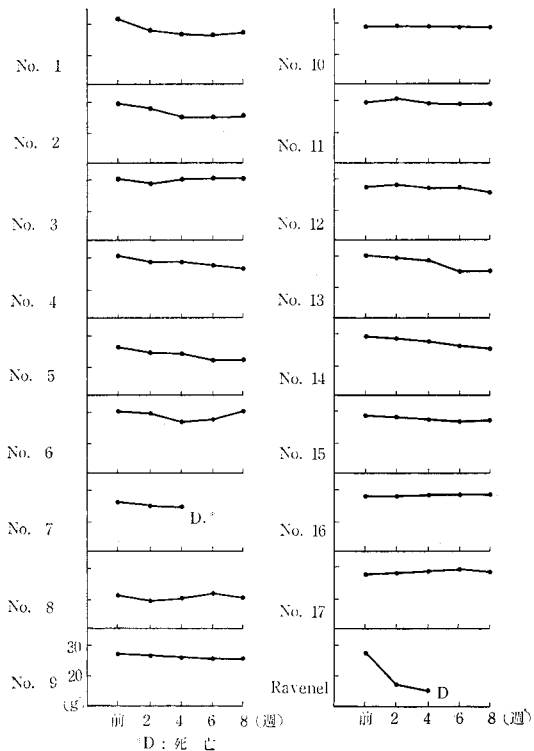 No. 1
No. 2
No. 3
No. 4
No. 5
No. 6
No. 7
D.*
No. 8
No. 9
30
20
(g)
前 2 4 6 8 (週)
*D : 死 亡
No. 10
No. 11
No. 12
No. 13
No. 14
No. 15
No. 16
No. 17
Ravenel
D
前 2 4 6 8 (週)